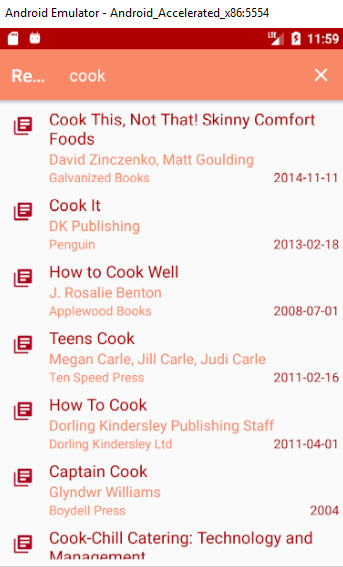 Android Emulator - Android_Accelerated_x86:5554
LTE 11:59
Re... cook
Cook This, Not That! Skinny Comfort
Foods
David Zinczenko, Matt Goulding
Galvanized Books 2014-11-11
Cook It
DK Publishing
Penguin 2013-02-18
How to Cook Well
J. Rosalie Benton
Applewood Books 2008-07-01
Teens Cook
Megan Carle, Jill Carle, Judi Carle
Ten Speed Press 2011-02-16
How To Cook
Dorling Kindersley Publishing Staff
Dorling Kindersley Ltd 2011-04-01
Captain Cook
Glyndwr Williams
Boydell Press 2004
Cook-Chill Catering: Technology and
Management